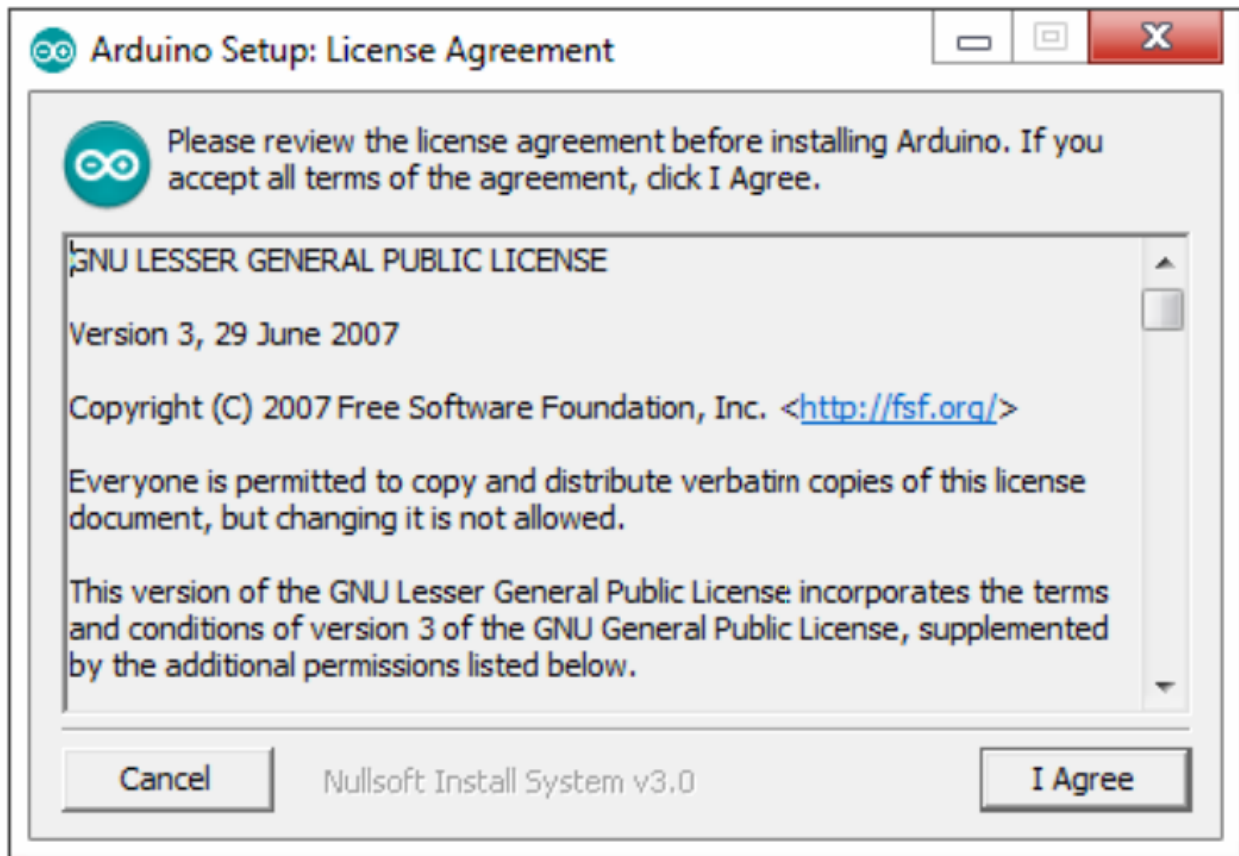 Arduino Setup: License Agreement
Please review the license agreement before installing Arduino. If you
accept all terms of the agreement, click I Agree.
GNU LESSER GENERAL PUBLIC LICENSE
Version 3, 29 June 2007
Copyright (C) 2007 Free Software Foundation, Inc. <http://fsf.org/>
Everyone is permitted to copy and distribute verbatim copies of this license
document, but changing it is not allowed.
This version of the GNU Lesser General Public License incorporates the terms
and conditions of version 3 of the GNU General Public License, supplemented
by the additional permissions listed below.
Cancel
Nullsoft Install System v3.0
I Agree